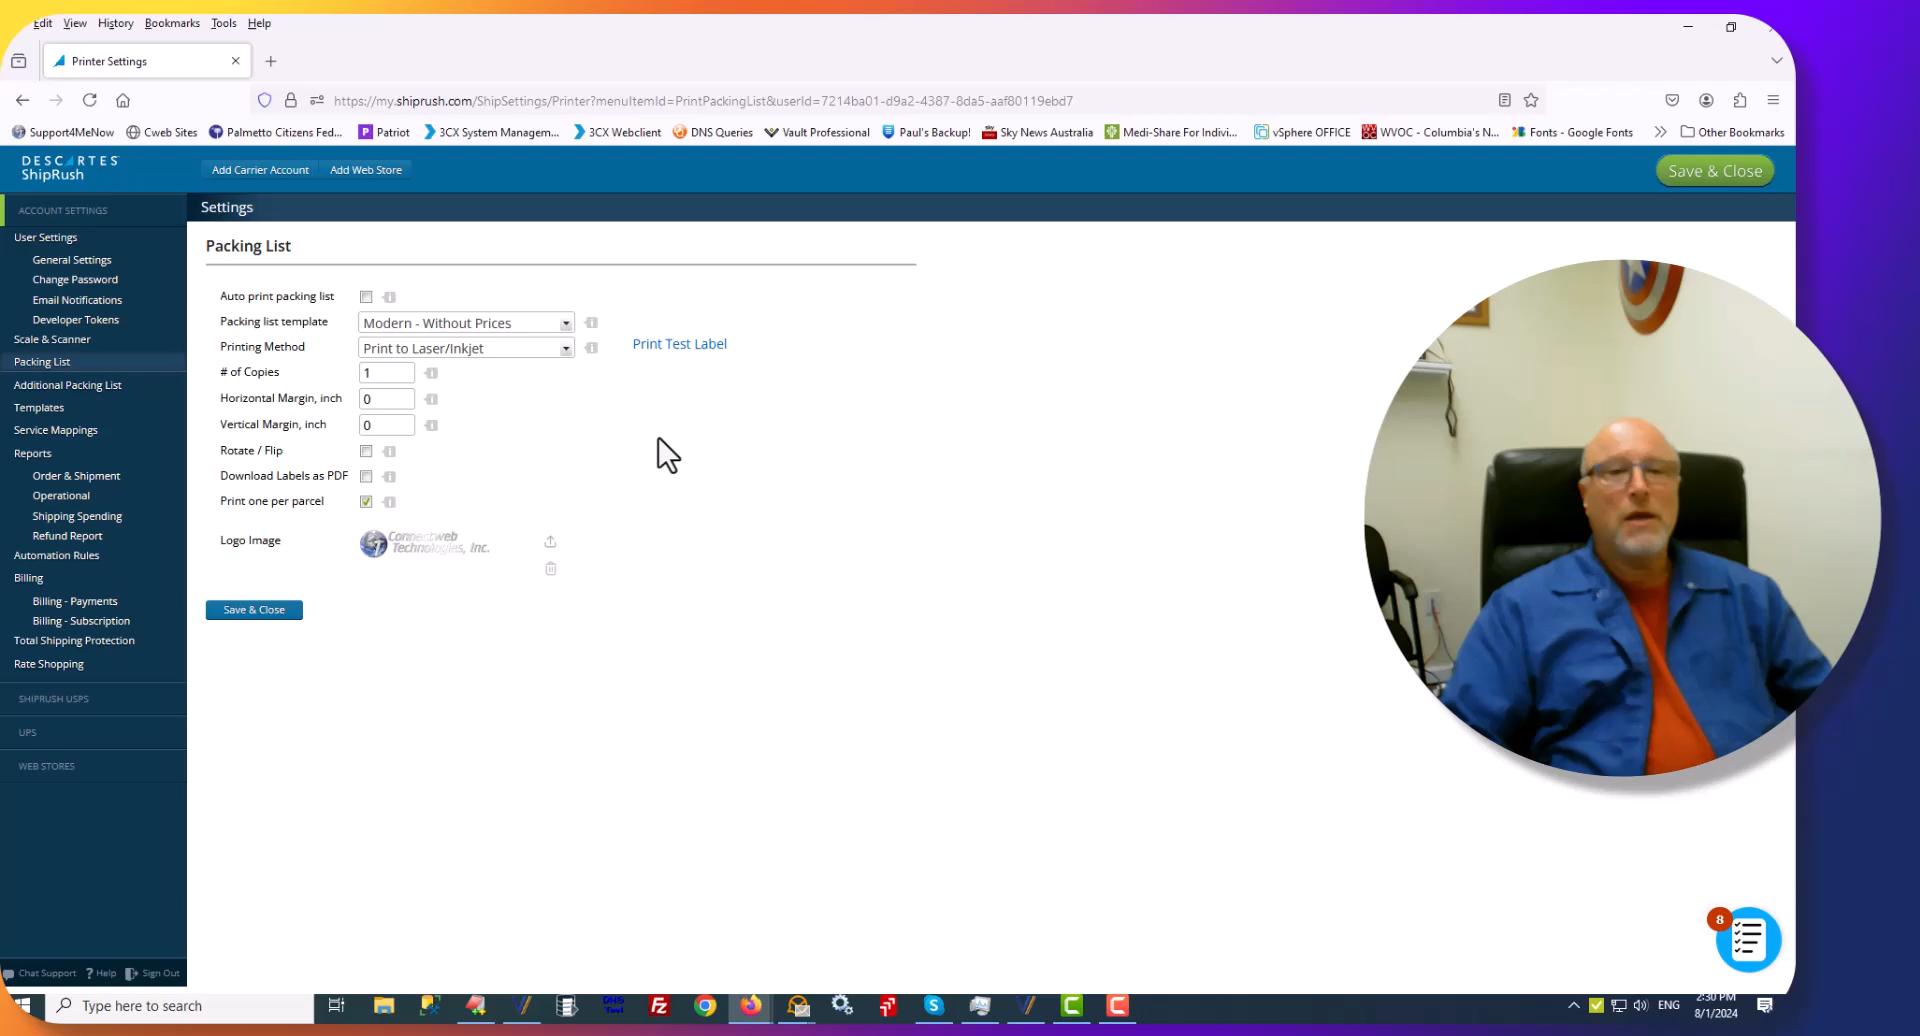 Edit View History Bookmarks Tools Help
Printer Settings
https://my.shiprush.com/ShipSettings/Printer?menuItemId=PrintPackingList&userId=7214ba01-d9a2-4387-8da5-aaf80119ebd7
Support4MeNow Cweb Sites Palmetto Citizens Fed... Patriot 3CX System Managem... 3CX Webclient DNS Queries Vault Professional Paul's Backup! Sky News Australia Medi-Share For Indivi... vSphere OFFICE WVOC - Columbia's N... Fonts - Google Fonts Other Bookmarks
DESCARTES
ShipRush
Add Carrier Account Add Web Store
Save & Close
ACCOUNT SETTINGS
User Settings
General Settings
Change Password
Email Notifications
Developer Tokens
Scale & Scanner
Packing List
Additional Packing List
Templates
Service Mappings
Reports
Order & Shipment
Operational
Shipping Spending
Refund Report
Automation Rules
Billing
Billing - Payments
Billing - Subscription
Total Shipping Protection
Rate Shopping
SHIPRUSH USPS
UPS
WEB STORES
Chat Support ? Help Sign Out
Settings
Packing List
Auto print packing list
Packing list template Modern - Without Prices
Printing Method Print to Laser/Inkjet
Print Test Label
# of Copies 1
Horizontal Margin, inch 0
Vertical Margin, inch 0
Rotate / Flip
Download Labels as PDF
Print one per parcel
Logo Image
Connectweb
Technologies, Inc.
Save & Close
8
Type here to search
ENG
2:30 PM
8/1/2024